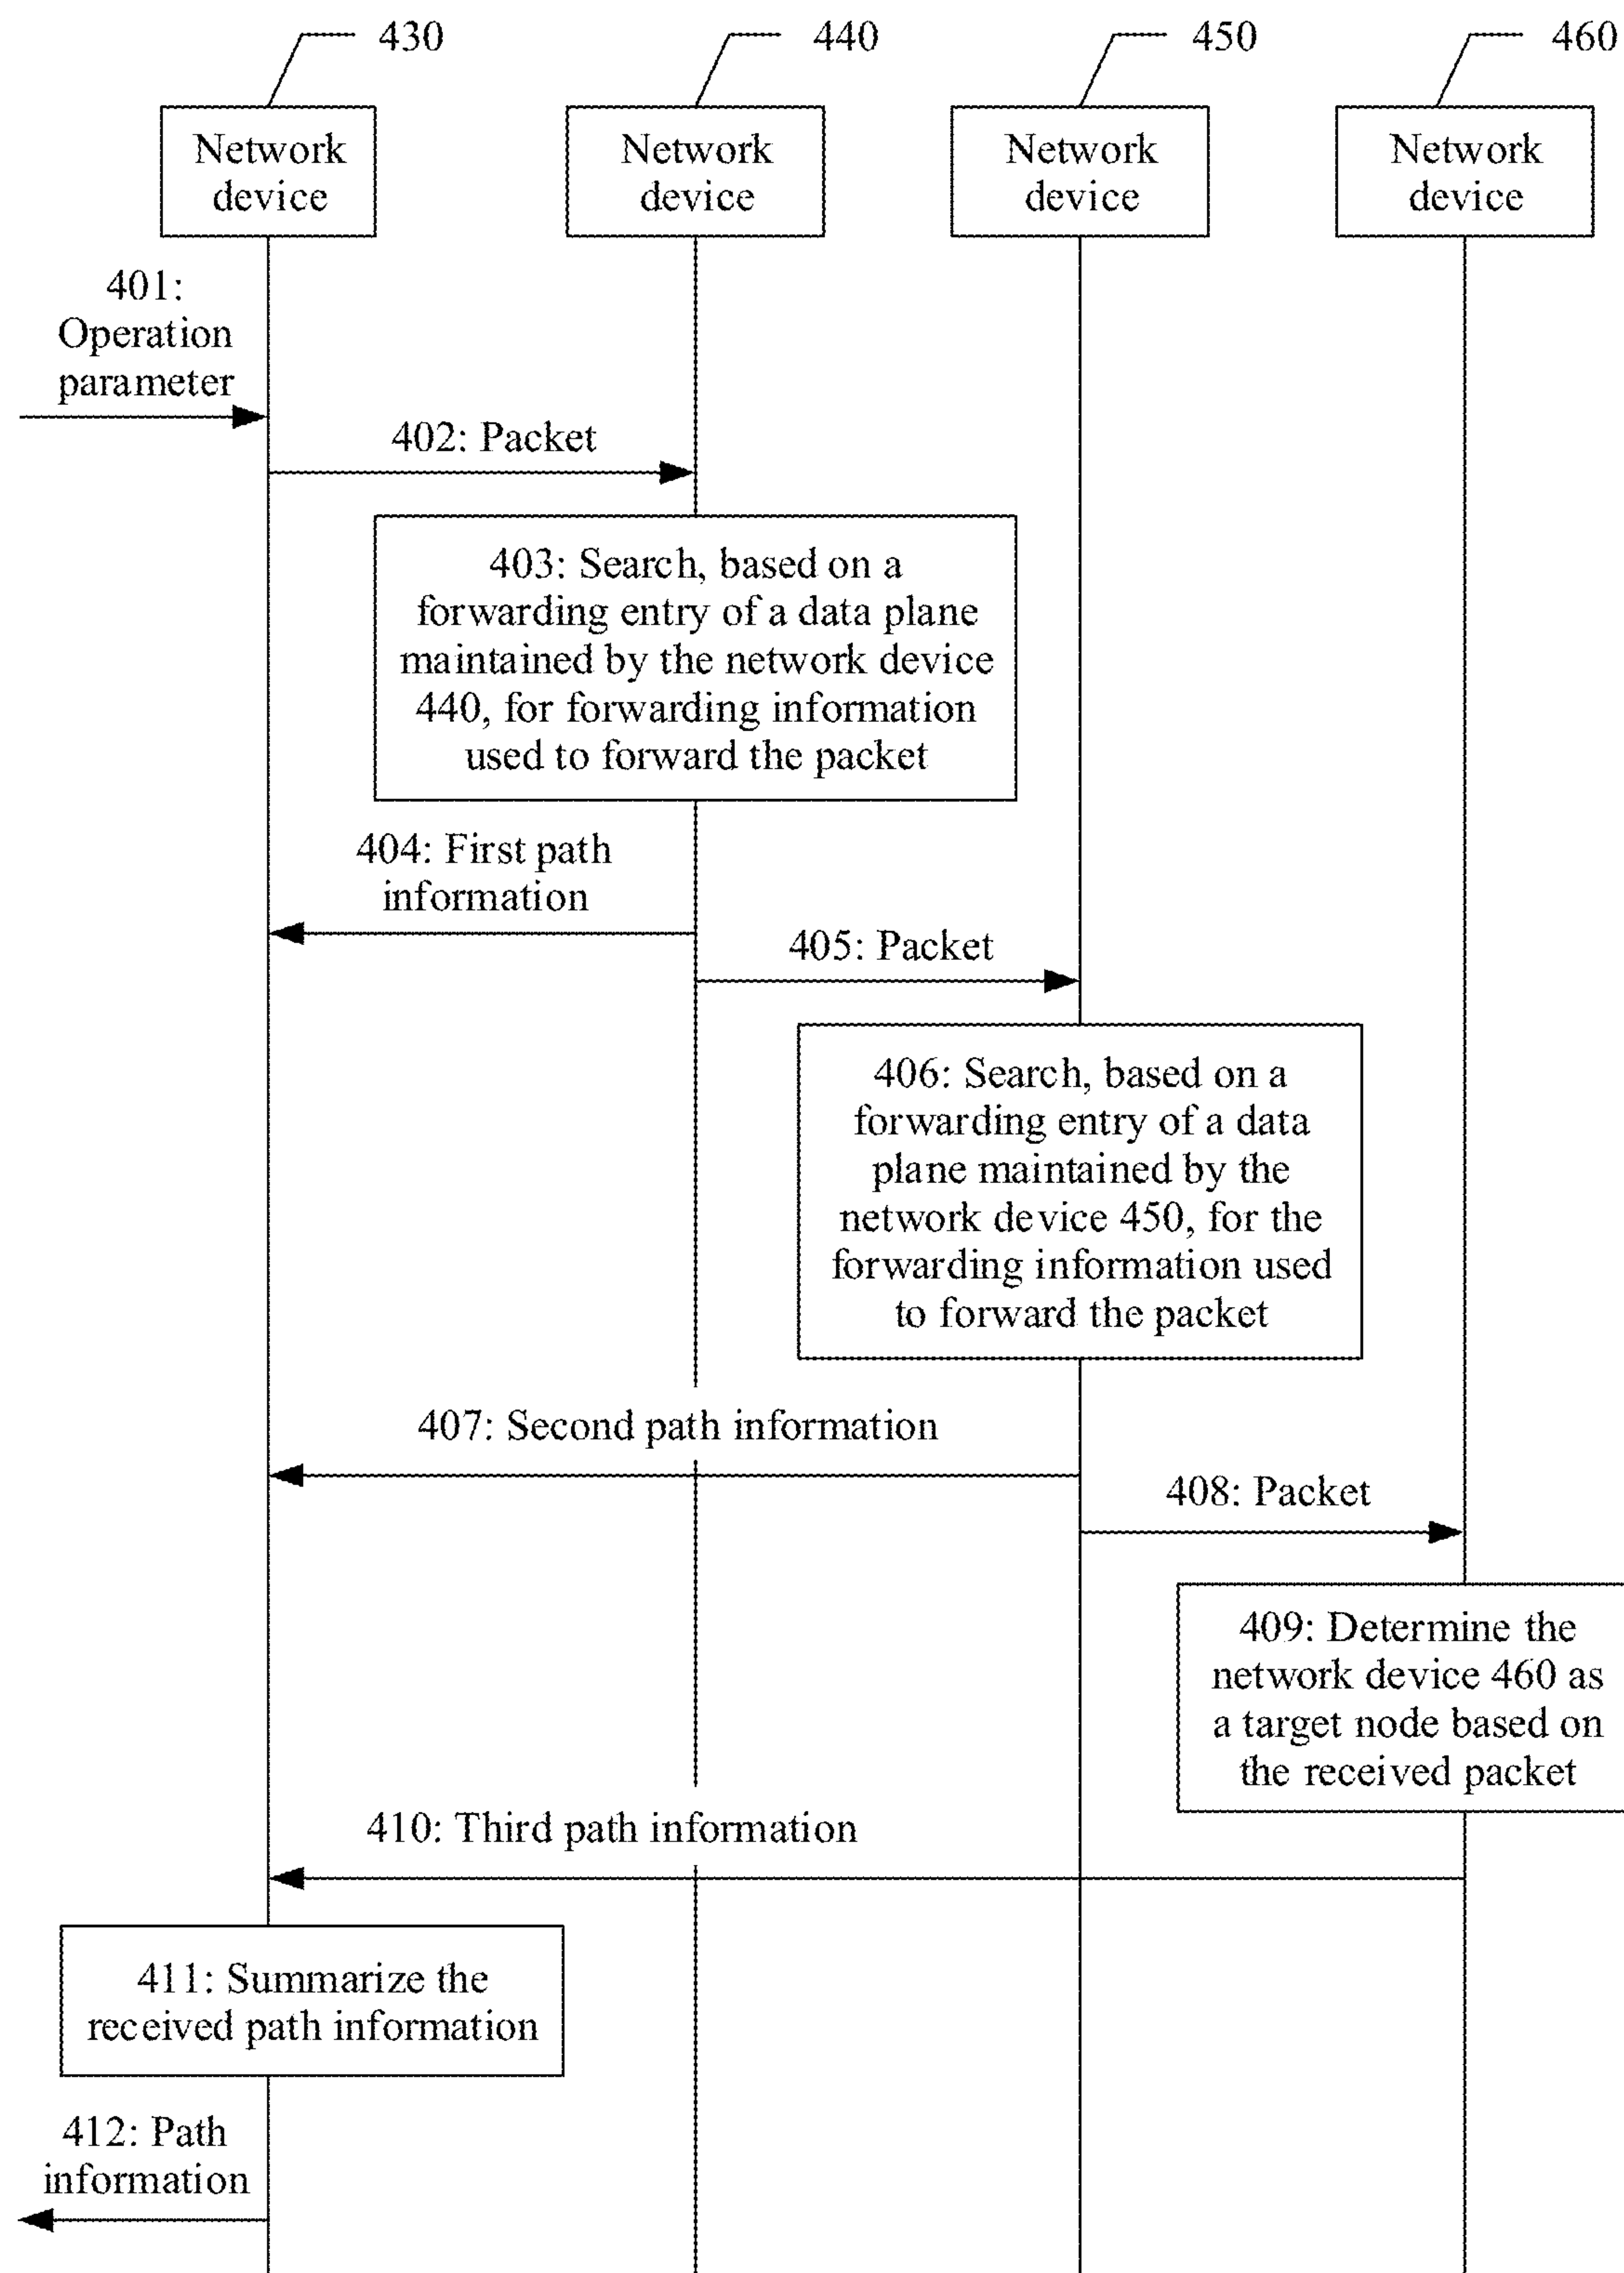 430
440
450
460
Network
device
Network
device
Network
device
Network
device
401:
Operation
parameter
402: Packet
403: Search, based on a
forwarding entry of a data plane
maintained by the network device
440, for forwarding information
used to forward the packet
404: First path
information
405: Packet
406: Search, based on a
forwarding entry of a data
plane maintained by the
network device 450, for the
forwarding information used
to forward the packet
407: Second path information
408: Packet
409: Determine the
network device 460 as
a target node based on
the received packet
410: Third path information
411: Summarize the
received path information
412: Path
information